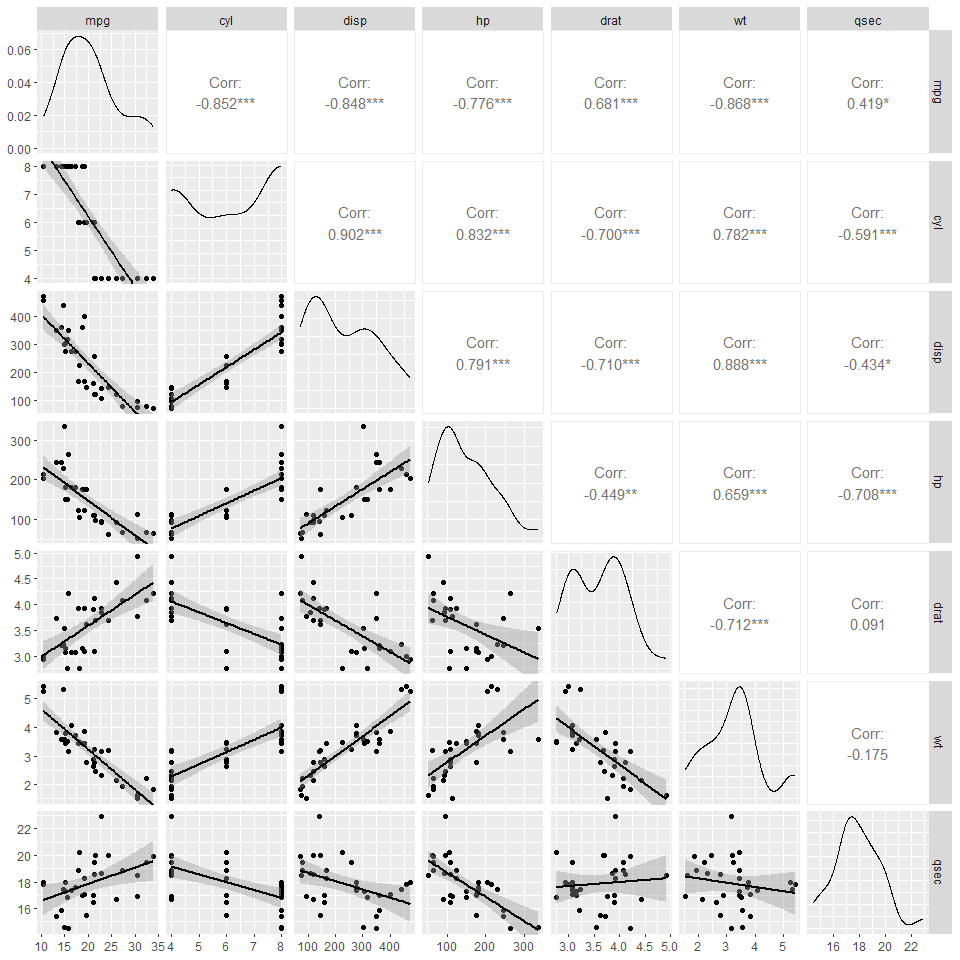 mpg cyl disp hp drat wt qsec
0.06
0.04
0.02
0.00
Corr:
-0.852***
Corr:
-0.848***
Corr:
-0.776***
Corr:
0.681***
Corr:
-0.868***
Corr:
0.419*
mpg
8
7
6
5
4
Corr:
0.902***
Corr:
0.832***
Corr:
-0.700***
Corr:
0.782***
Corr:
-0.591***
cyl
400
300
200
100
Corr:
0.791***
Corr:
-0.710***
Corr:
0.888***
Corr:
-0.434*
disp
300
200
100
Corr:
-0.449**
Corr:
0.659***
Corr:
-0.708***
hp
5.0
4.5
4.0
3.5
3.0
Corr:
-0.712***
Corr:
0.091
drat
5
4
3
2
Corr:
-0.175
wt
22
20
18
16
qsec
10 15 20 25 30 35 4 5 6 7 8 100 200 300 400 100 200 300 3.0 3.5 4.0 4.5 5.0 2 3 4 5 16 18 20 22